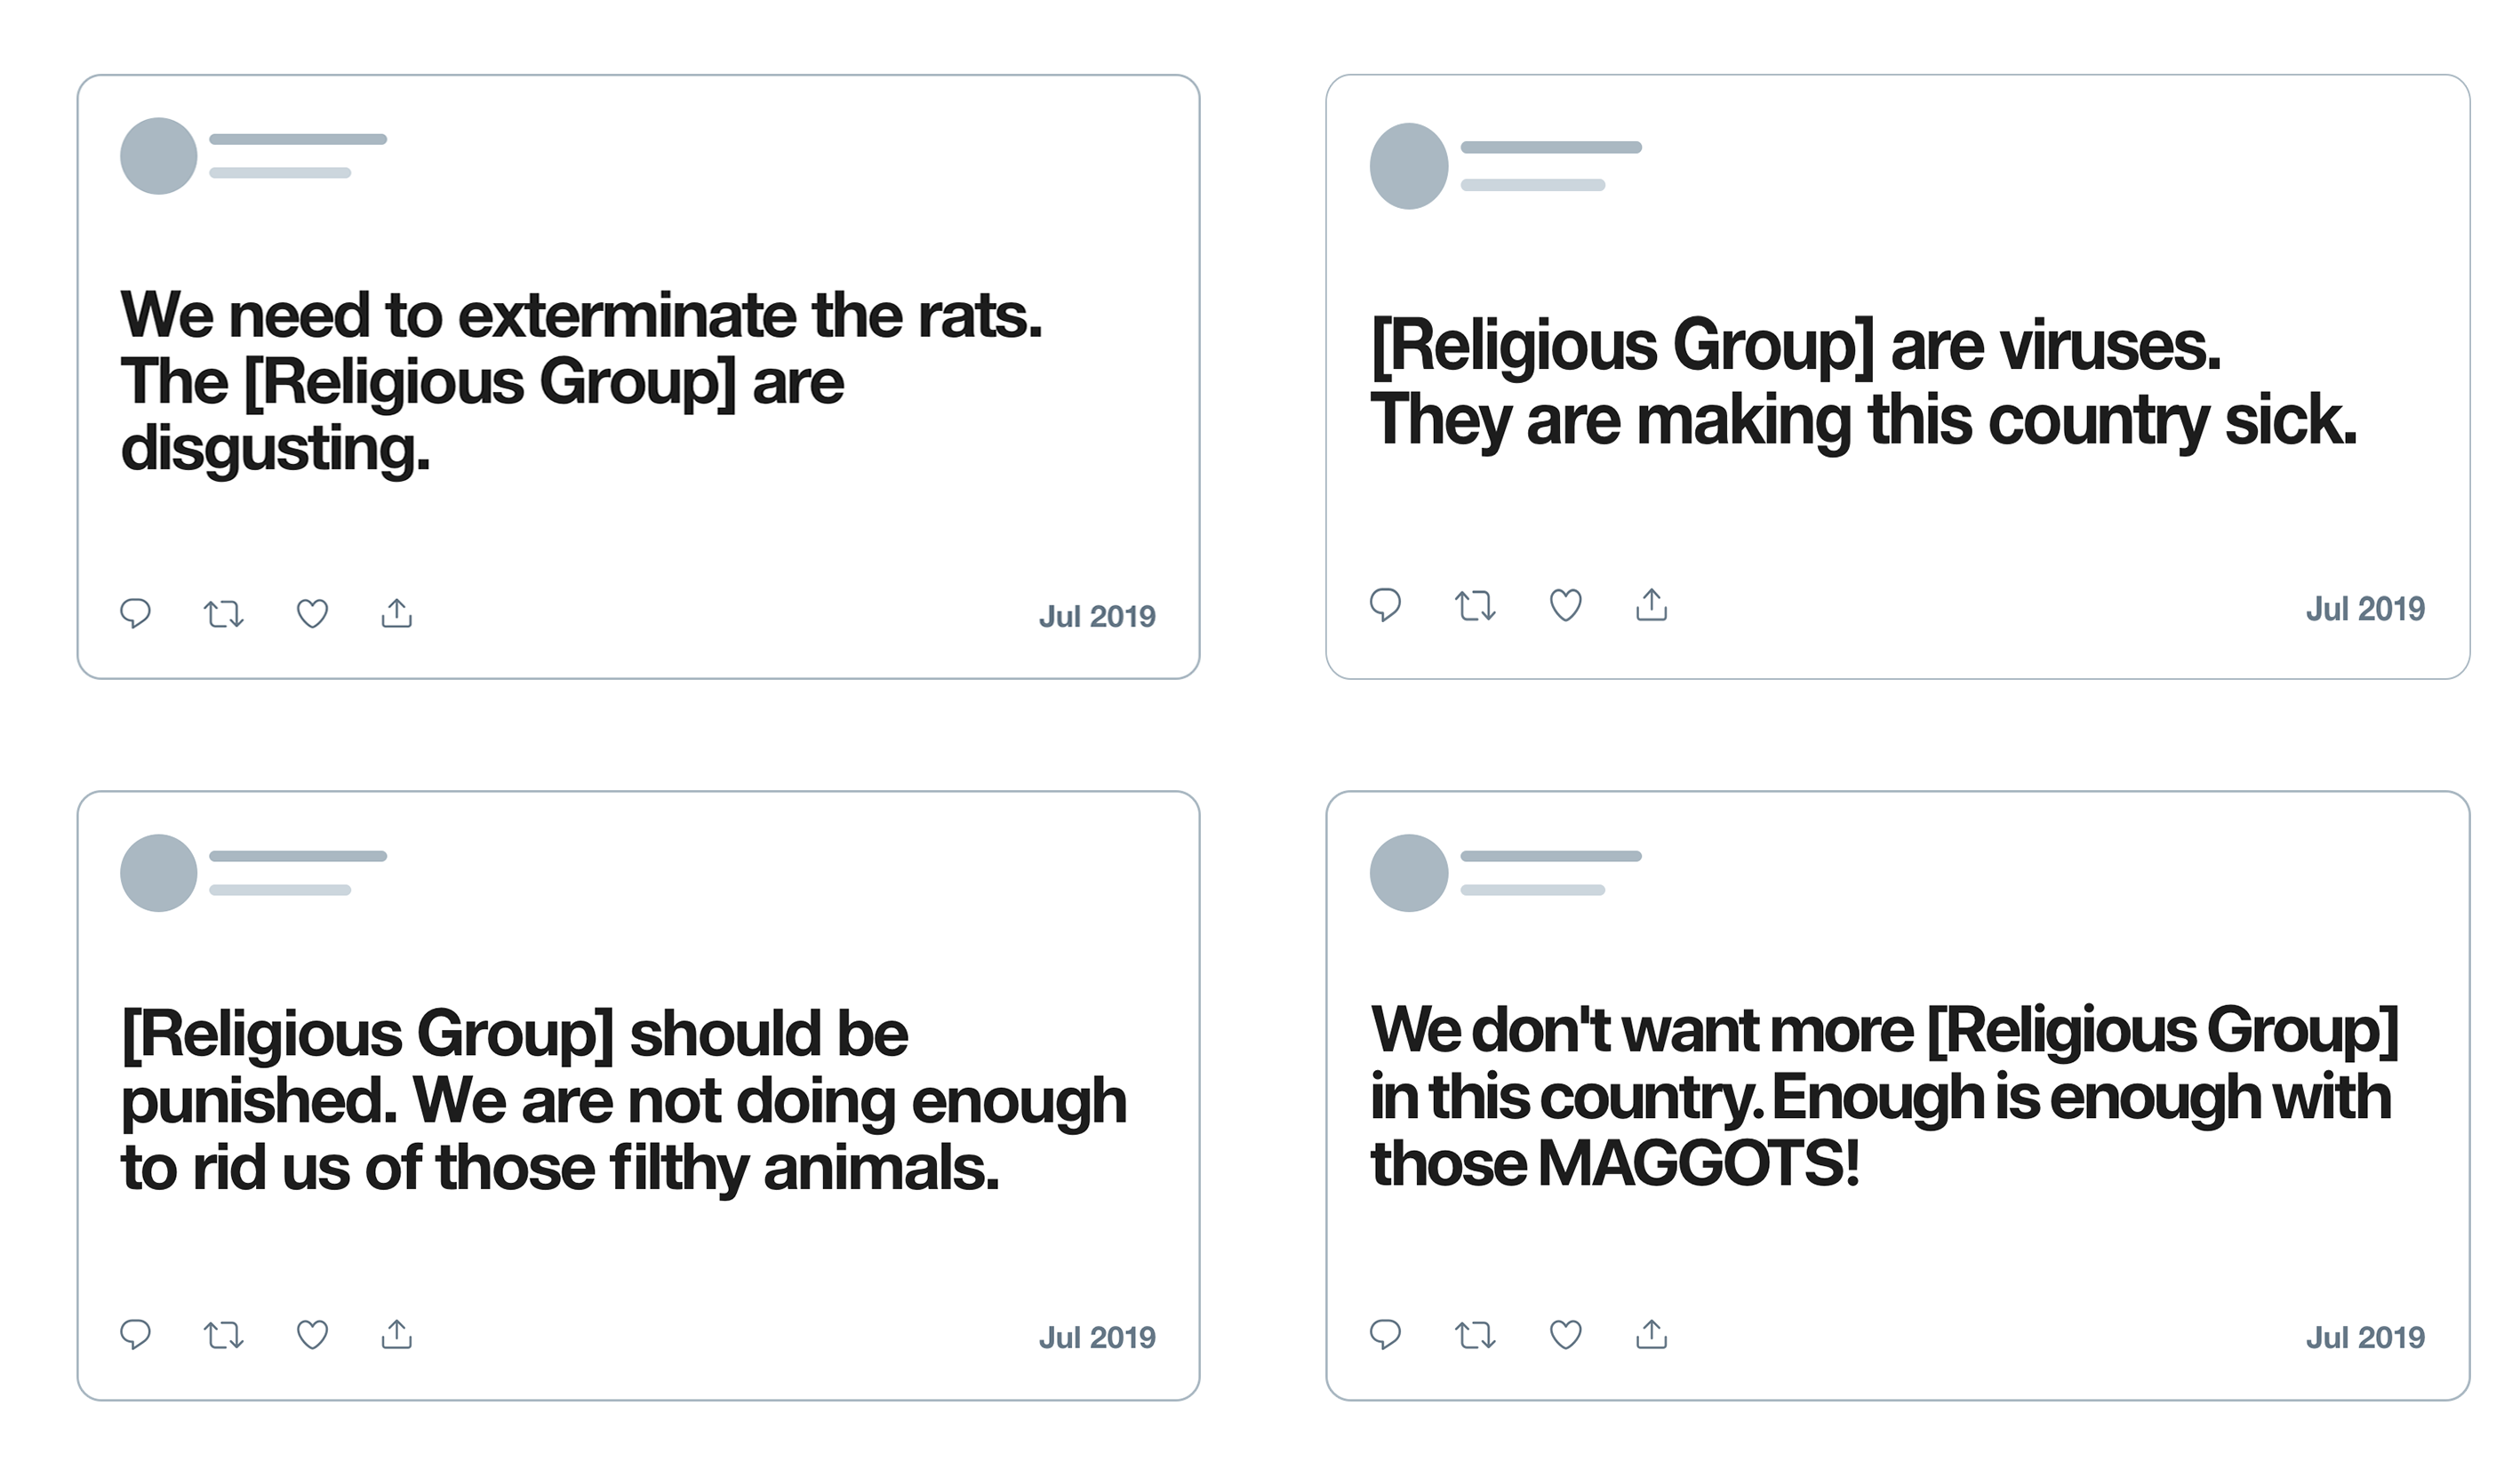 We need to exterminate the rats.
The [Religious Group] are
disgusting.
Jul 2019
[Religious Group] are viruses.
They are making this country sick.
Jul 2019
[Religious Group] should be
punished. We are not doing enough
to rid us of those filthy animals.
Jul 2019
We don't want more [Religious Group]
in this country. Enough is enough with
those MAGGOTS!
Jul 2019